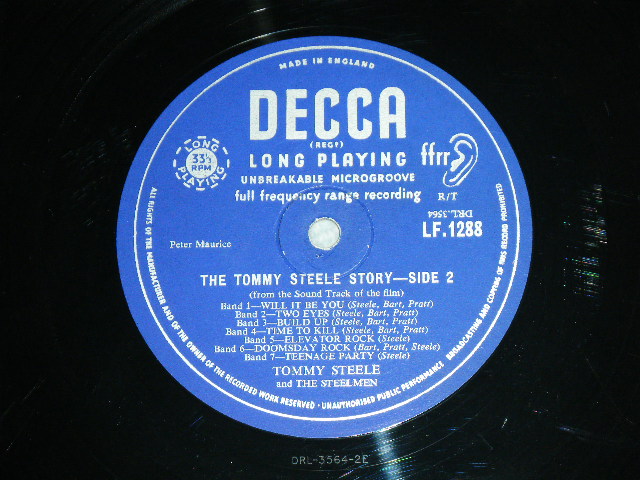 MADE IN ENGLAND
DECCA
(REGD)
LONG PLAYING
UNBREAKABLE MICROGROOVE
full frequency range recording
LONG PLAYING
33⅓
RPM
ffrr
R/T
DRL.3564
LF.1288
Peter Maurice
THE TOMMY STEELE STORY—SIDE 2
(from the Sound Track of the film)
Band 1—WILL IT BE YOU (Steele, Bart, Pratt)
Band 2—TWO EYES (Steele, Bart, Pratt)
Band 3—BUILD UP (Steele, Bart, Pratt)
Band 4—TIME TO KILL (Steele, Bart, Pratt)
Band 5—ELEVATOR ROCK (Steele)
Band 6—DOOMSDAY ROCK (Bart, Pratt, Steele)
Band 7—TEENAGE PARTY (Steele)
TOMMY STEELE
and THE STEELMEN
ALL RIGHTS OF THE MANUFACTURER AND OF THE OWNER OF THE RECORDED WORK RESERVED · UNAUTHORISED PUBLIC PERFORMANCE, BROADCASTING AND COPYING OF THIS RECORD PROHIBITED
DRL-3564-2E